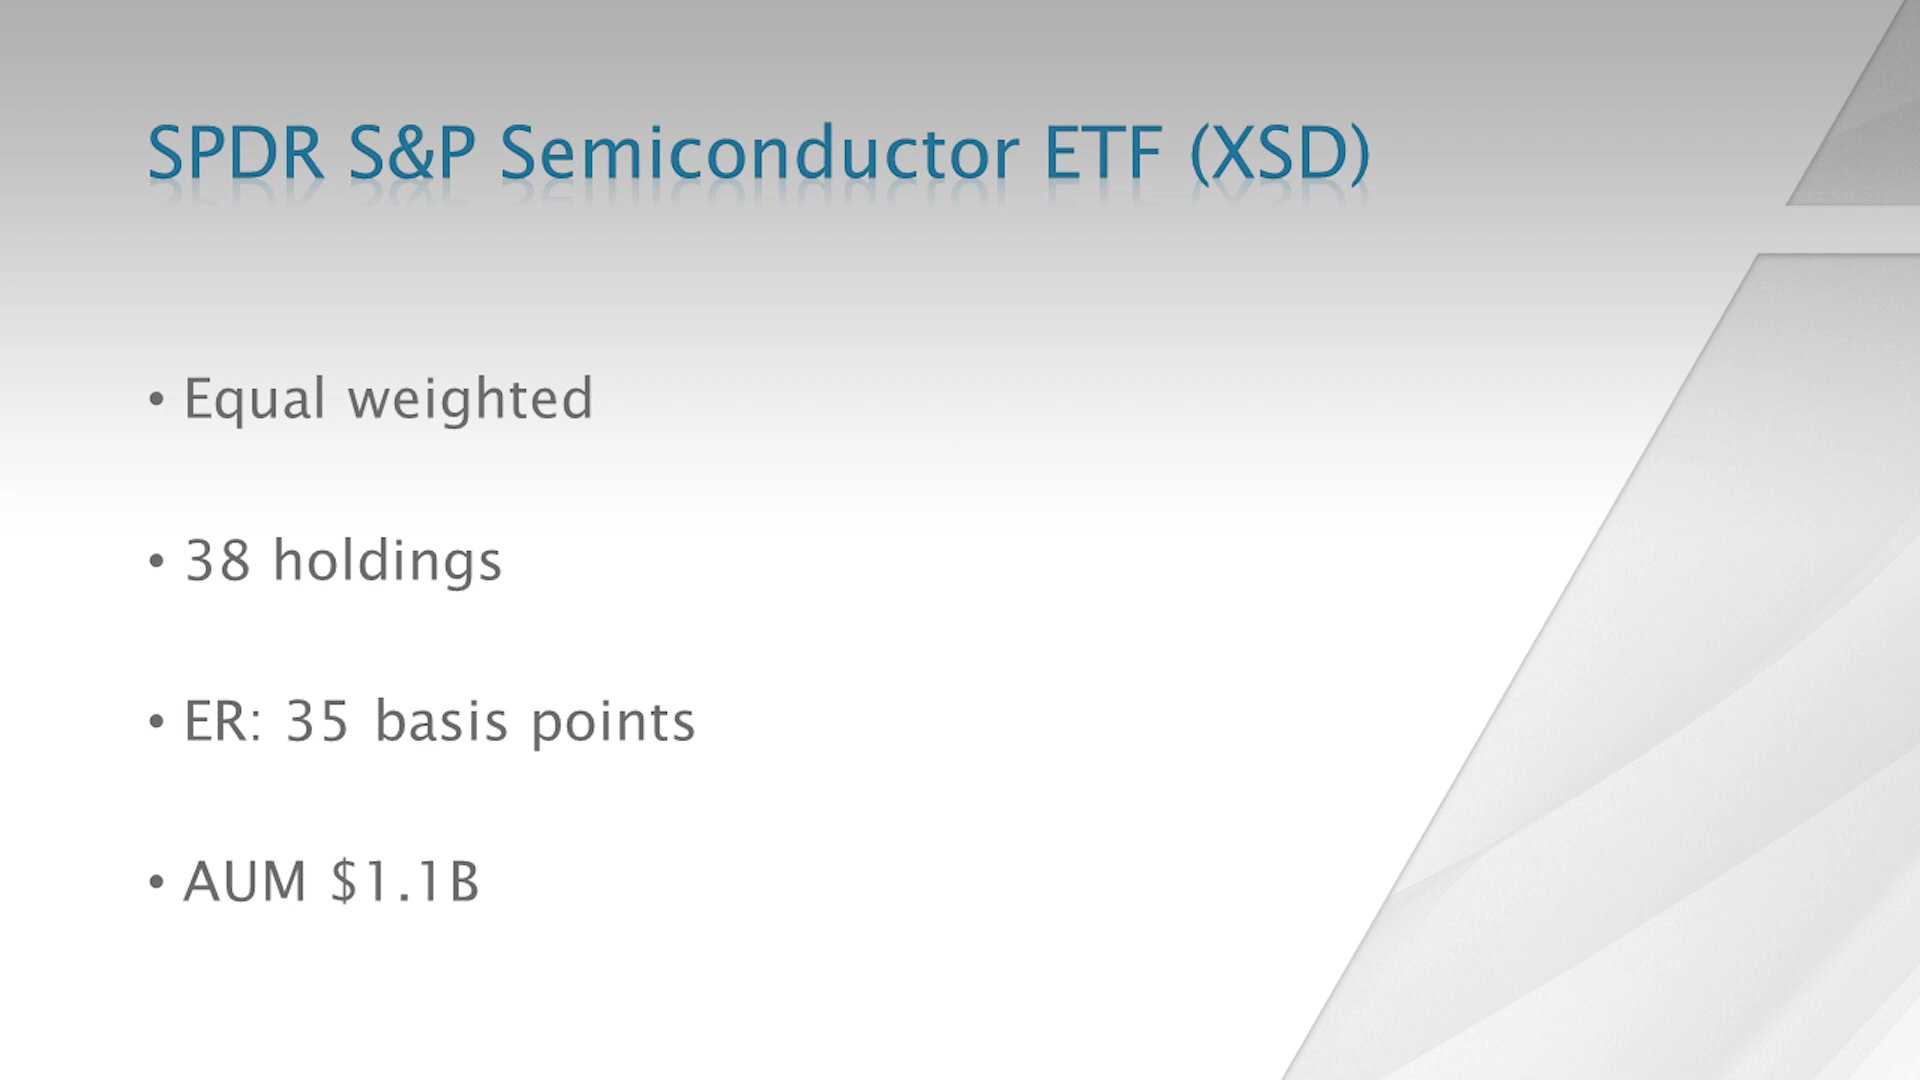 SPDR S&P Semiconductor ETF (XSD)
• Equal weighted
• 38 holdings
• ER: 35 basis points
• AUM $1.1B